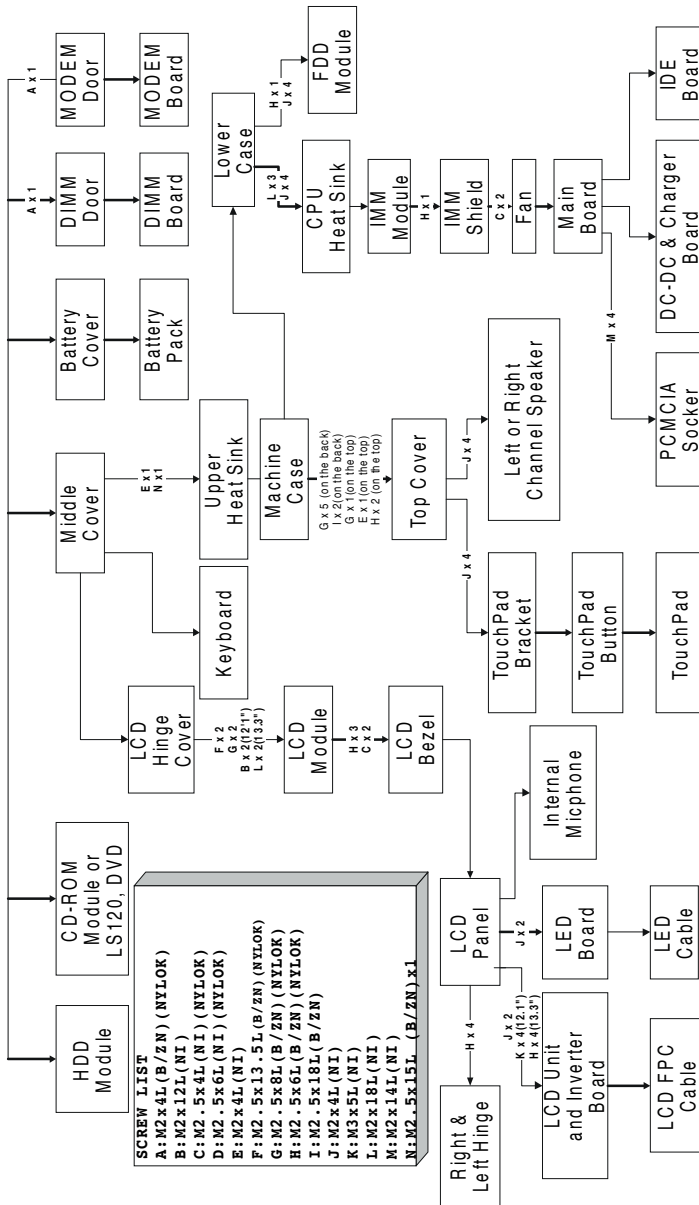 HDD
Module
CD-ROM
Module or
LS120, DVD
Middle
Cover
Battery
Cover
DIMM
Door
MODEM
Door
A x 1
A x 1
Battery
Pack
DIMM
Board
MODEM
Board
SCREW LIST
A:M2x4L(B/ZN)(NYLOK)
B:M2x12L(NI)
C:M2.5x4L(NI)(NYLOK)
D:M2.5x6L(NI)(NYLOK)
E:M2x4L(NI)
F:M2.5x13.5L(B/ZN)(NYLOK)
G:M2.5x8L(B/ZN)(NYLOK)
H:M2.5x6L(B/ZN)(NYLOK)
I:M2.5x18L(B/ZN)
J:M2x4L(NI)
K:M3x5L(NI)
L:M2x18L(NI)
M:M2x14L(NI)
N:M2.5x15L (B/ZN)x1
LCD
Hinge
Cover
Keyboard
E x 1
N x 1
Upper
Heat Sink
Lower
Case
F x 2
G x 2
B x 2(12'1")
L x 2(13.3")
Machine
Case
L x 3
J x 4
H x 1
J x 4
FDD
Module
LCD
Module
G x 5 (on the back)
I x 2(on the back)
G x 1(on the top)
E x 1(on the top)
H x 2 (on the top)
CPU
Heat Sink
H x 3
C x 2
Top Cover
IMM
Module
LCD
Bezel
H x 1
IMM
Shield
J x 4
J x 4
C x 2
Fan
LCD
Panel
TouchPad
Bracket
Left or Right
Channel Speaker
Main
Board
H x 4
J x 2
K x 4(12.1")
H x 4(13.3")
J x 2
Internal
Micphone
TouchPad
Button
M x 4
Right &
Left Hinge
LCD Unit
and Inverter
Board
LED
Board
TouchPad
PCMCIA
Socker
DC-DC & Charger
Board
IDE
Board
LCD FPC
Cable
LED
Cable